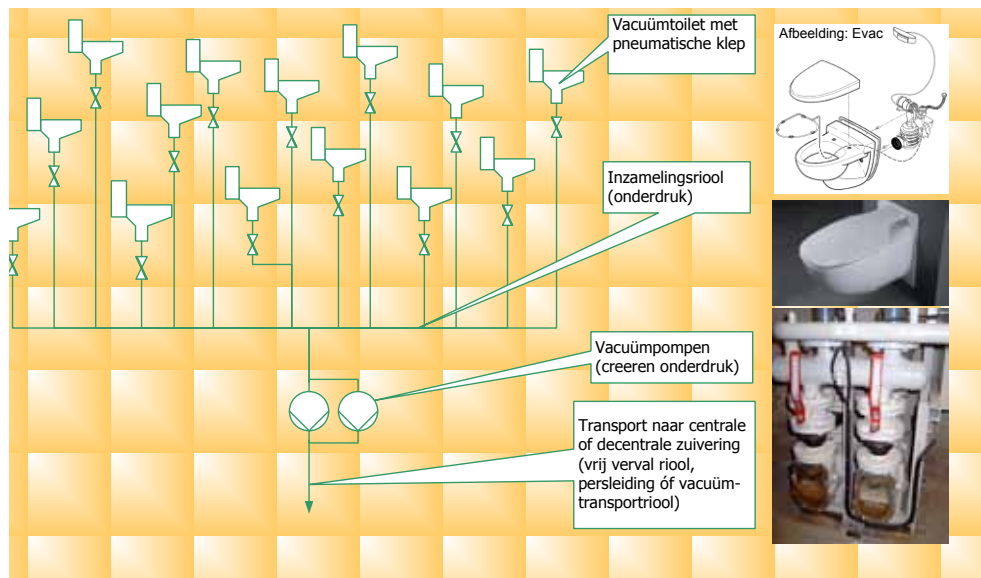 Vacuümtoilet met
pneumatische klep
Afbeelding: Evac
Inzamelingsriool
(onderdruk)
Vacuümpompen
(creeren onderdruk)
Transport naar centrale
of decentrale zuivering
(vrij verval riool,
persleiding óf vacuüm-
transportriool)